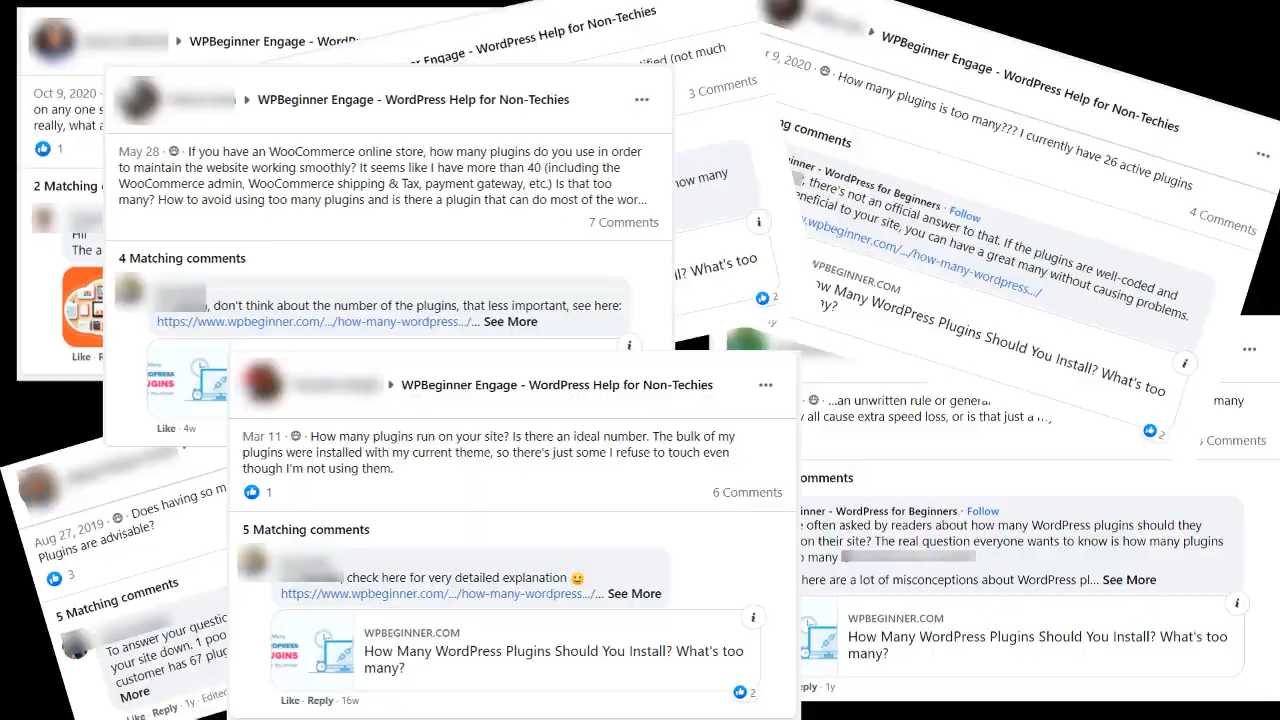 WPBeginner Engage - WordP
Oct 9, 2020
on any one s
really, what a
1
2 Matching
Hi
The a
Like
Engage - WordPress Help for Non-Techies
(not much
3 Comments
how many
What's too
2
WPBeginner Engage - WordPress Help for Non-Techies
May 28 · If you have an WooCommerce online store, how many plugins do you use in order
to maintain the website working smoothly? It seems like I have more than 40 (including the
WooCommerce admin, WooCommerce shipping & Tax, payment gateway, etc.) Is that too
many? How to avoid using too many plugins and is there a plugin that can do most of the wor...
7 Comments
4 Matching comments
, don't think about the number of the plugins, that less important, see here:
https://www.wpbeginner.com/.../how-many-wordpress.../... See More
Like · 4w
WPBeginner Engage - WordPress Help for Non-Techies
9, 2020 · How many plugins is too many??? I currently have 26 active plugins
4 Comments
ng comments
inner - WordPress for Beginners · Follow
, there's not an official answer to that. If the plugins are well-coded and
eneficial to your site, you can have a great many without causing problems.
.wpbeginner.com/.../how-many-wordpress.../
WPBEGINNER.COM
ow Many WordPress Plugins Should You Install? What's too
ny?
2
...an unwritten rule or genera
many
all cause extra speed loss, or is that just a
Comments
omments
inner - WordPress for Beginners · Follow
often asked by readers about how many WordPress plugins should they
on their site? The real question everyone wants to know is how many plugins
o many
here are a lot of misconceptions about WordPress pl... See More
WPBEGINNER.COM
How Many WordPress Plugins Should You Install? What's too
many?
eply · 1y
Aug 27, 2019 · Does having so m
Plugins are advisable?
3
5 Matching comments
To answer your questic
your site down. 1 poo
customer has 67 plug
More
Like · Reply · 1y · Edited
WPBeginner Engage - WordPress Help for Non-Techies
Mar 11 · How many plugins run on your site? Is there an ideal number. The bulk of my
plugins were installed with my current theme, so there's just some I refuse to touch even
though I'm not using them.
1
6 Comments
5 Matching comments
, check here for very detailed explanation 🙂
https://www.wpbeginner.com/.../how-many-wordpress.../... See More
WPBEGINNER.COM
How Many WordPress Plugins Should You Install? What's too
many?
2
Like · Reply · 16w